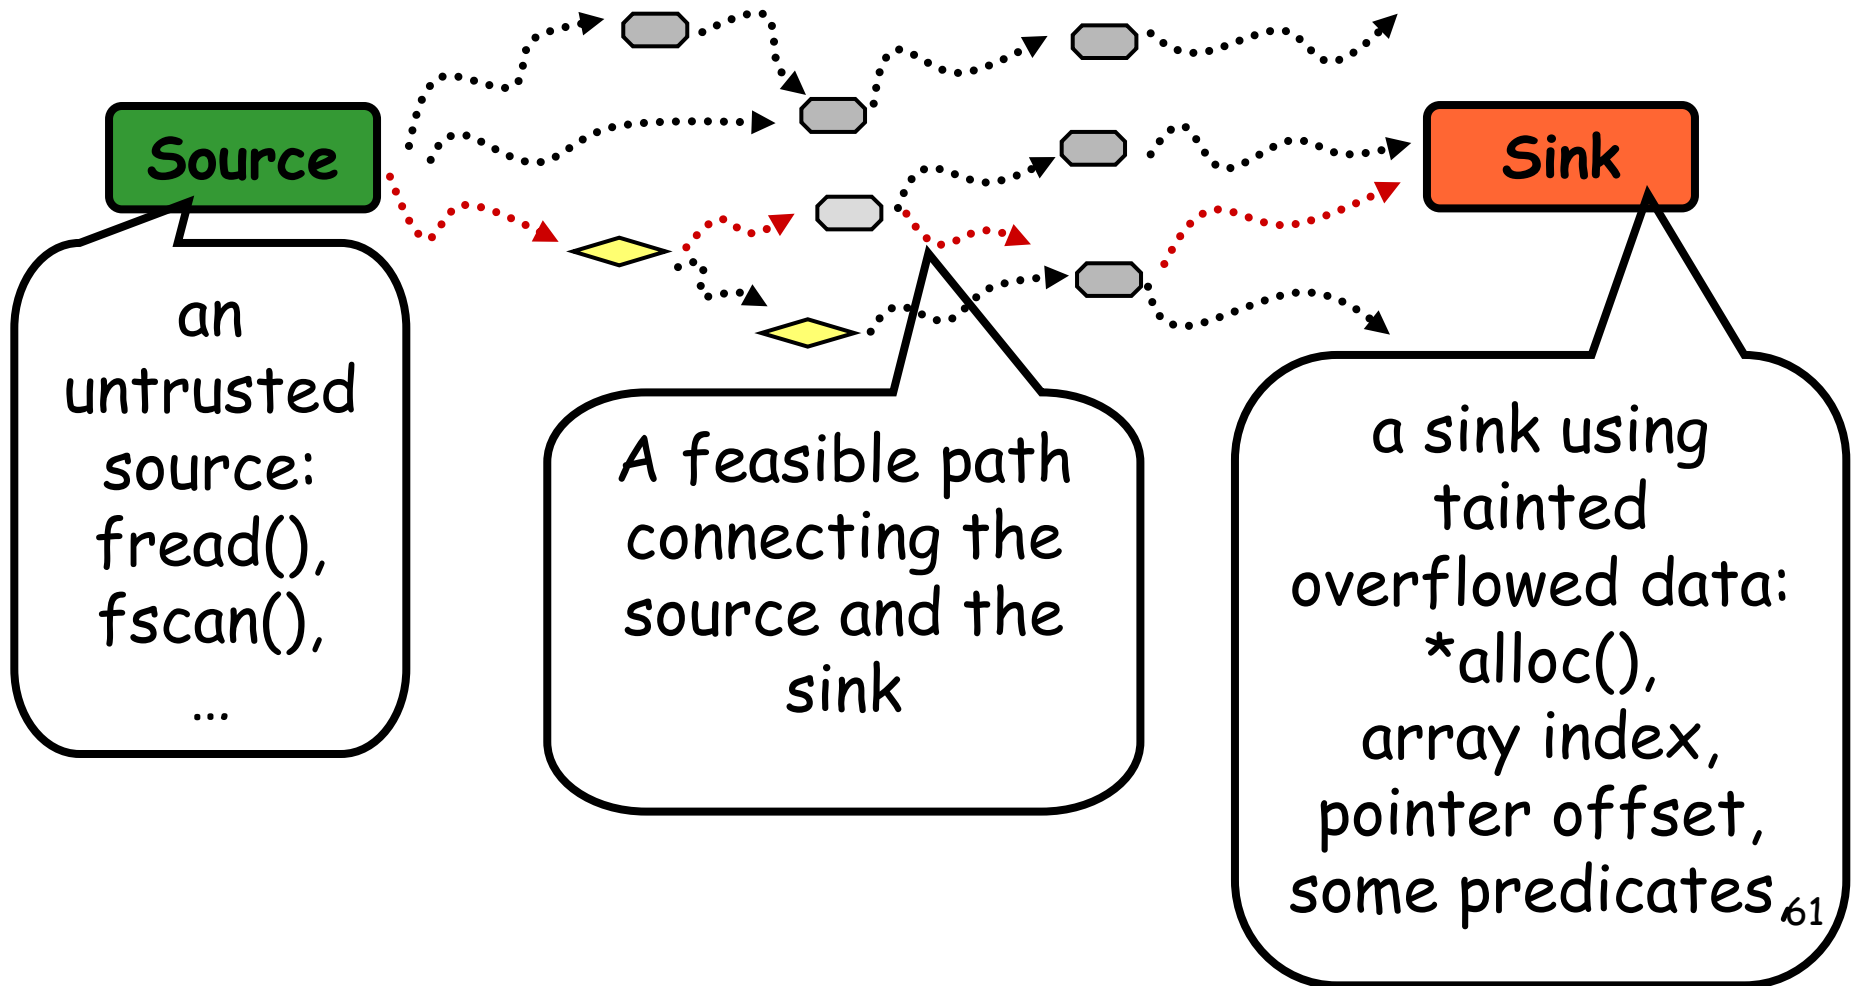 Source
Sink
an
untrusted
source:
fread(),
fscan(),
…
A feasible path
connecting the
source and the
sink
a sink using
tainted
overflowed data:
*alloc(),
array index,
pointer offset,
some predicates,
61